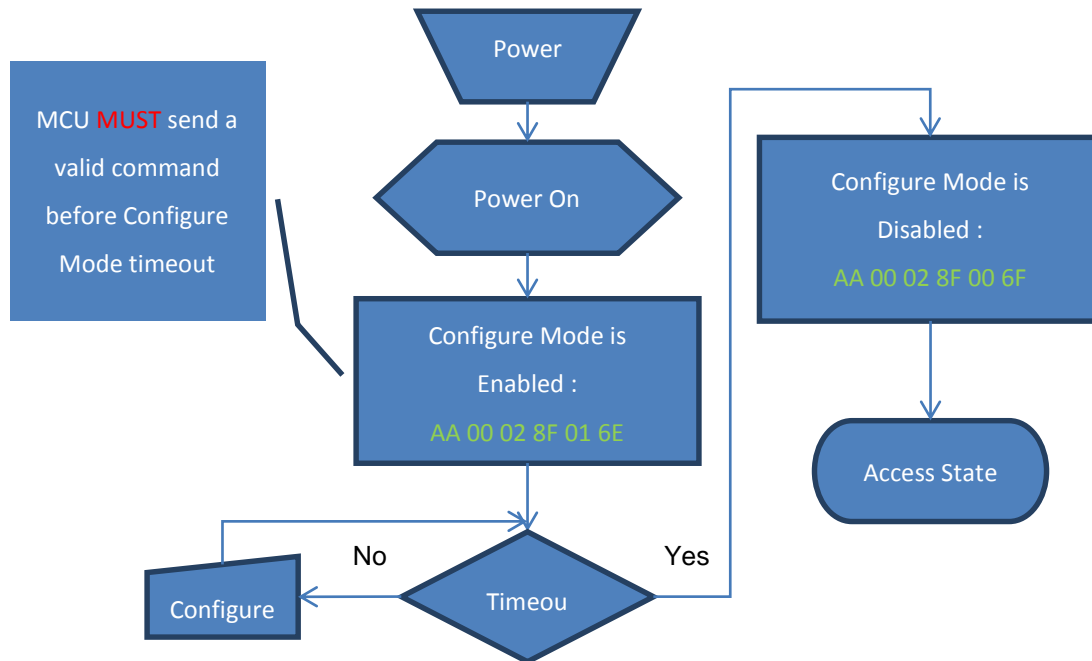 Power
MCU MUST send a
valid command
before Configure
Mode timeout
Power On
Configure Mode is
Enabled :
AA 00 02 8F 01 6E
Configure Mode is
Disabled :
AA 00 02 8F 00 6F
Access State
No
Yes
Configure
Timeou